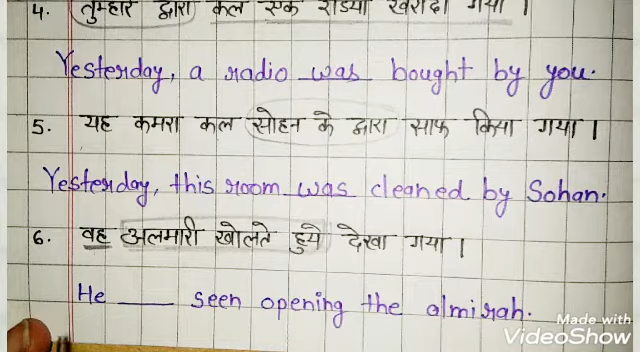 4. तुम्हारे द्वारा कल एक रेडियो खरीदा गया ।
Yesterday, a radio was bought by you.
5. यह कमरा कल सोहन के द्वारा साफ किया गया ।
Yesterday, this room was cleaned by Sohan.
6. वह अलमारी खोलते हुये देखा गया ।
He ____ seen opening the almirah.
Made with
VideoShow